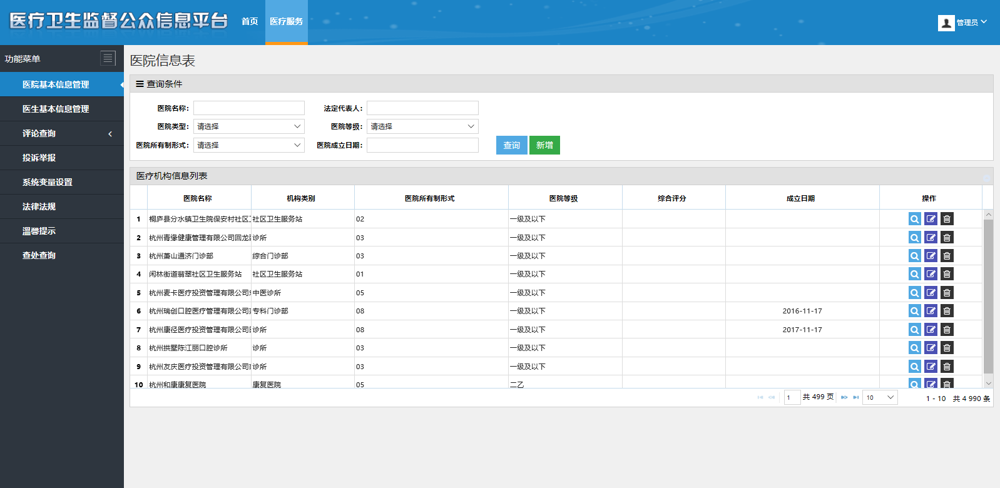 医疗卫生监督公众信息平台
首页
医疗服务
管理员
功能菜单
医院基本信息管理
医生基本信息管理
评论查询
投诉举报
系统变量设置
法律法规
温馨提示
查处查询
医院信息表
查询条件
医院名称: 法定代表人:
医院类型: 请选择 医院等级: 请选择
医院所有制形式: 请选择 医院成立日期: 查询 新增
医疗机构信息列表
医院名称 机构类别 医院所有制形式 医院等级 综合评分 成立日期 操作
1 桐庐县分水镇卫生院保安村社区 社区卫生服务站 02 一级及以下
2 杭州青缘健康管理有限公司回龙 诊所 03 一级及以下
3 杭州萧山通济门诊部 综合门诊部 03 一级及以下
4 闲林街道翡翠社区卫生服务站 社区卫生服务站 01 一级及以下
5 杭州麦卡医疗投资管理有限公司 中医诊所 05 一级及以下
6 杭州瑞创口腔医疗管理有限公司 专科门诊部 08 一级及以下 2016-11-17
7 杭州康径医疗投资管理有限公司 诊所 08 一级及以下 2017-11-17
8 杭州拱墅陈江丽口腔诊所 诊所 03 一级及以下
9 杭州友庆医疗投资管理有限公司 诊所 03 一级及以下
10 杭州和康康复医院 康复医院 05 二乙
1 共 499 页 10 1 - 10 共 4 990 条